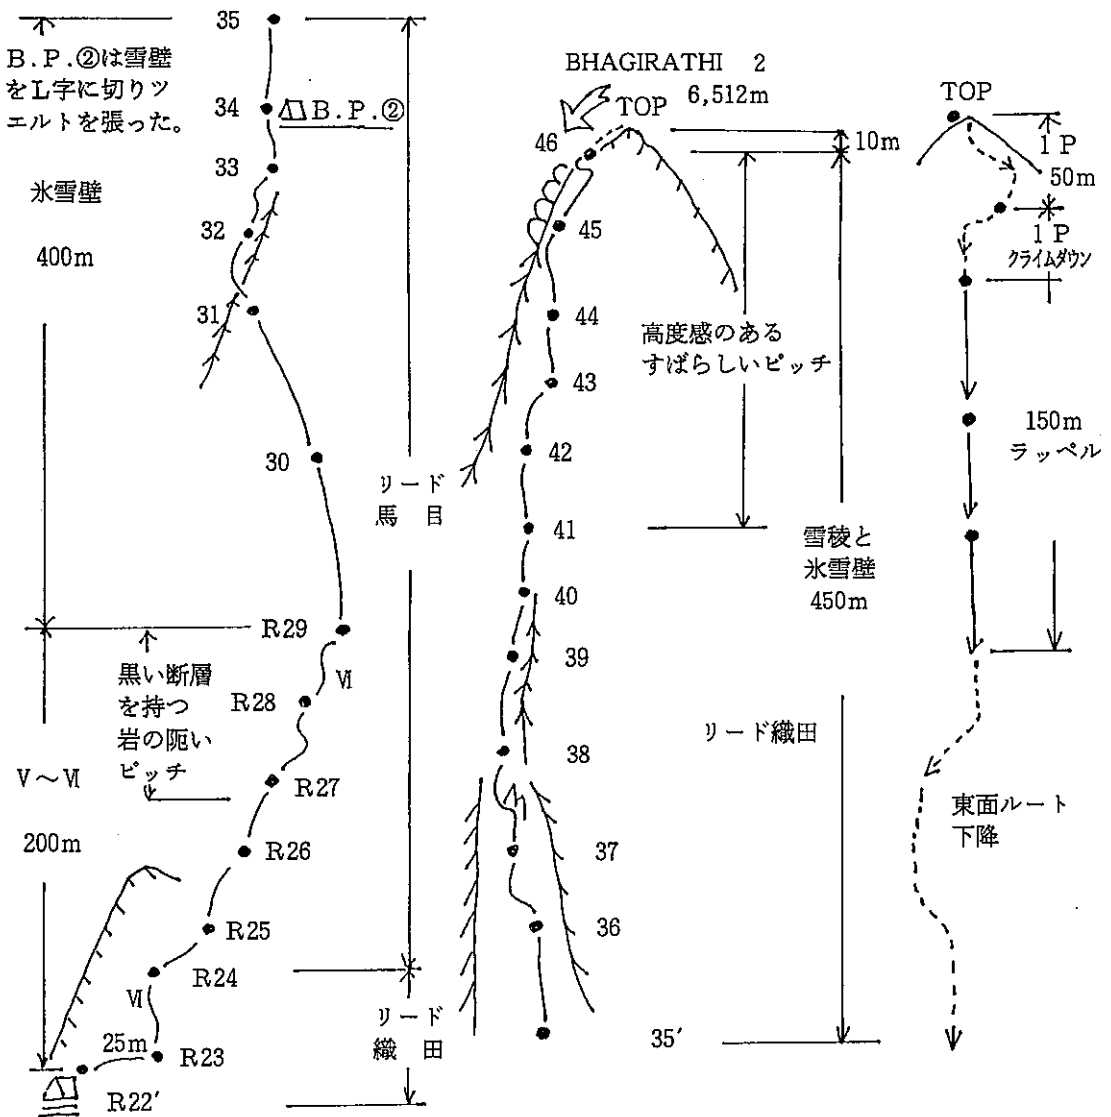 35
B.P.②は雪壁
をL字に切りツ
エルトを張った。
34
B.P.②
33
氷雪壁
400m
32
31
30
リード
馬目
R29
Ⅵ
黒い断層
を持つ
岩の
ピッチ
R28
R27
Ⅴ～Ⅵ
200m
R26
R25
R24
Ⅵ
25m
R23
R22'
リード
織田
BHAGIRATHI 2
6,512m
TOP
46
10m
45
44
高度感のある
すばらしいピッチ
43
42
41
雪稜と
氷雪壁
450m
40
39
38
リード織田
37
36
35'
TOP
1P
50m
1P
クライムダウン
150m
ラッペル
東面ルート
下降